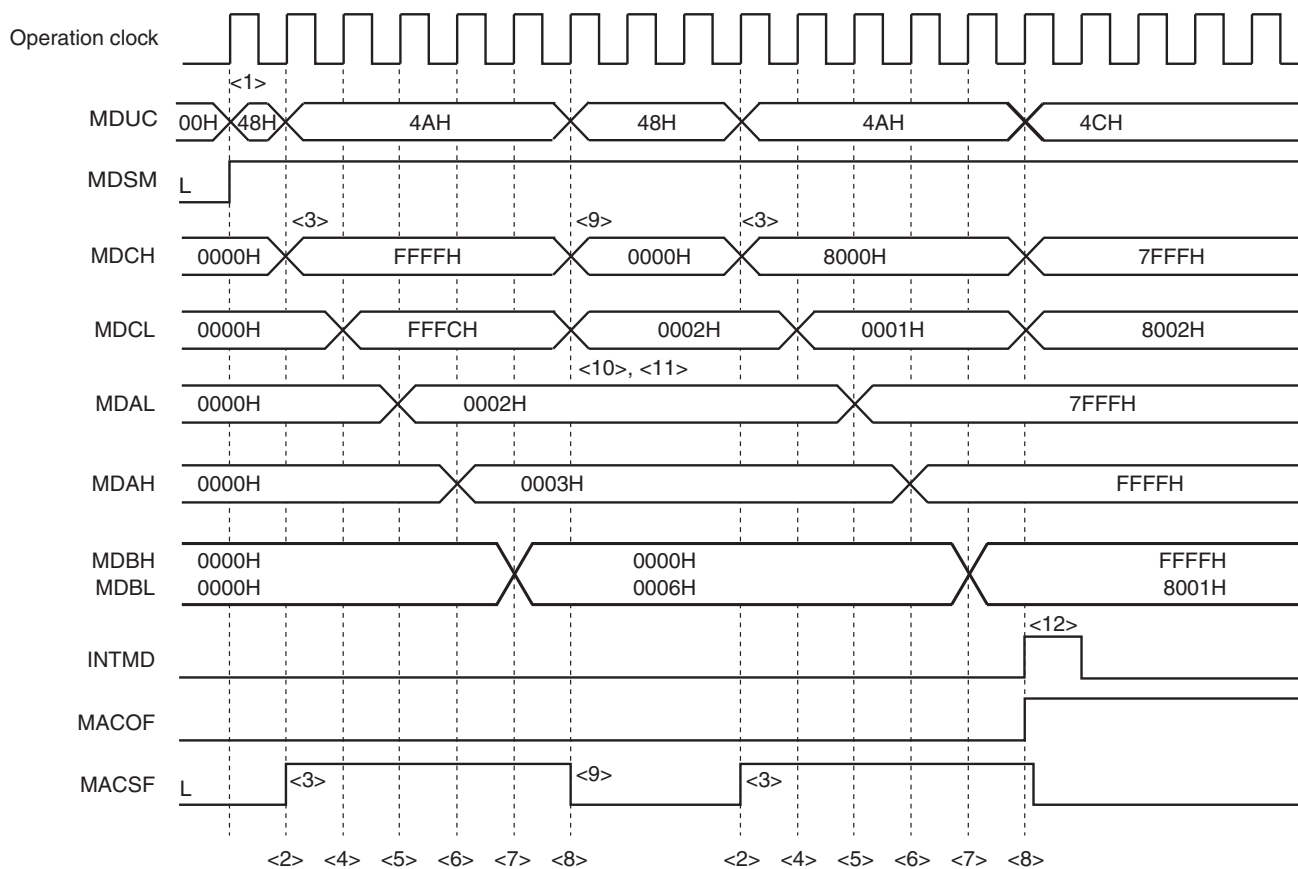 Operation clock
<1>
MDUC 00H 48H 4AH 48H 4AH 4CH
MDSM L
<3> <9> <3>
MDCH 0000H FFFFH 0000H 8000H 7FFFH
MDCL 0000H FFFCH 0002H 0001H 8002H
<10>, <11>
MDAL 0000H 0002H 7FFFH
MDAH 0000H 0003H FFFFH
MDBH 0000H 0000H FFFFH
MDBL 0000H 0006H 8001H
<12>
INTMD
MACOF
MACSF L <3> <9> <3>
<2> <4> <5> <6> <7> <8> <2> <4> <5> <6> <7> <8>